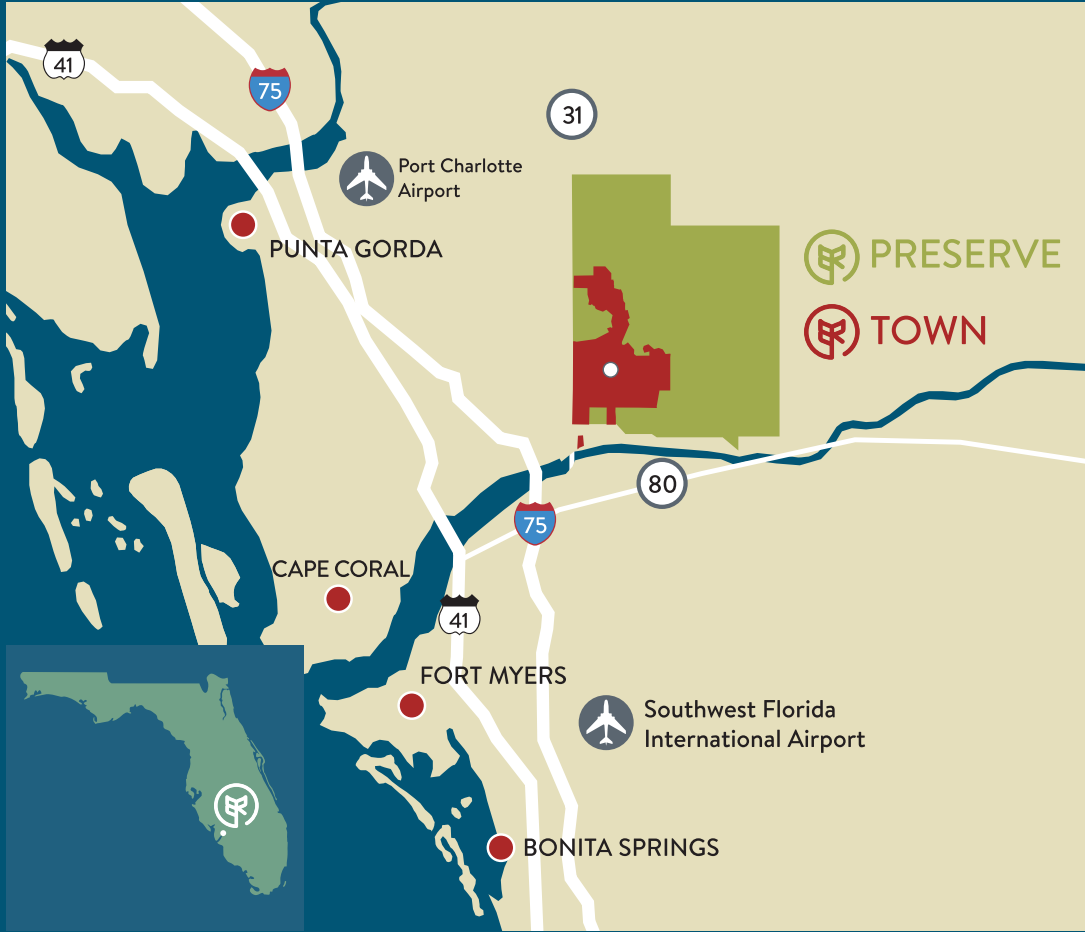 41
75
31
Port Charlotte
Airport
PUNTA GORDA
PRESERVE
TOWN
80
75
CAPE CORAL
41
FORT MYERS
Southwest Florida
International Airport
BONITA SPRINGS